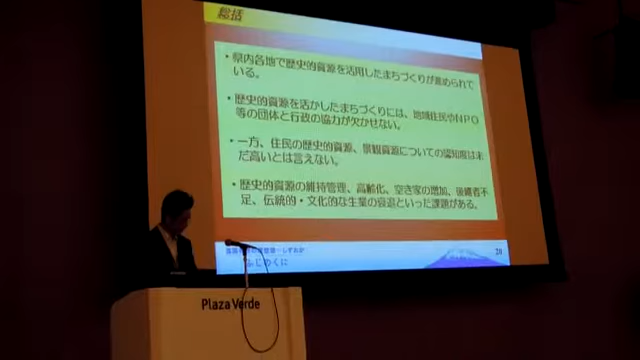 総括
・県内各地で歴史的資源を活用したまちづくりが進められて
いる。
・歴史的資源を活かしたまちづくりには、地域住民やNPO
等の団体と行政の協力が欠かせない。
・一方、住民の歴史的資源、景観資源についての認知度は未
だ高いとは言えない。
・歴史的資源の維持管理、高齢化、空き家の増加、後継者不
足、伝統的・文化的な生業の衰退といった課題がある。
ふじのくに
28
Plaza Verde